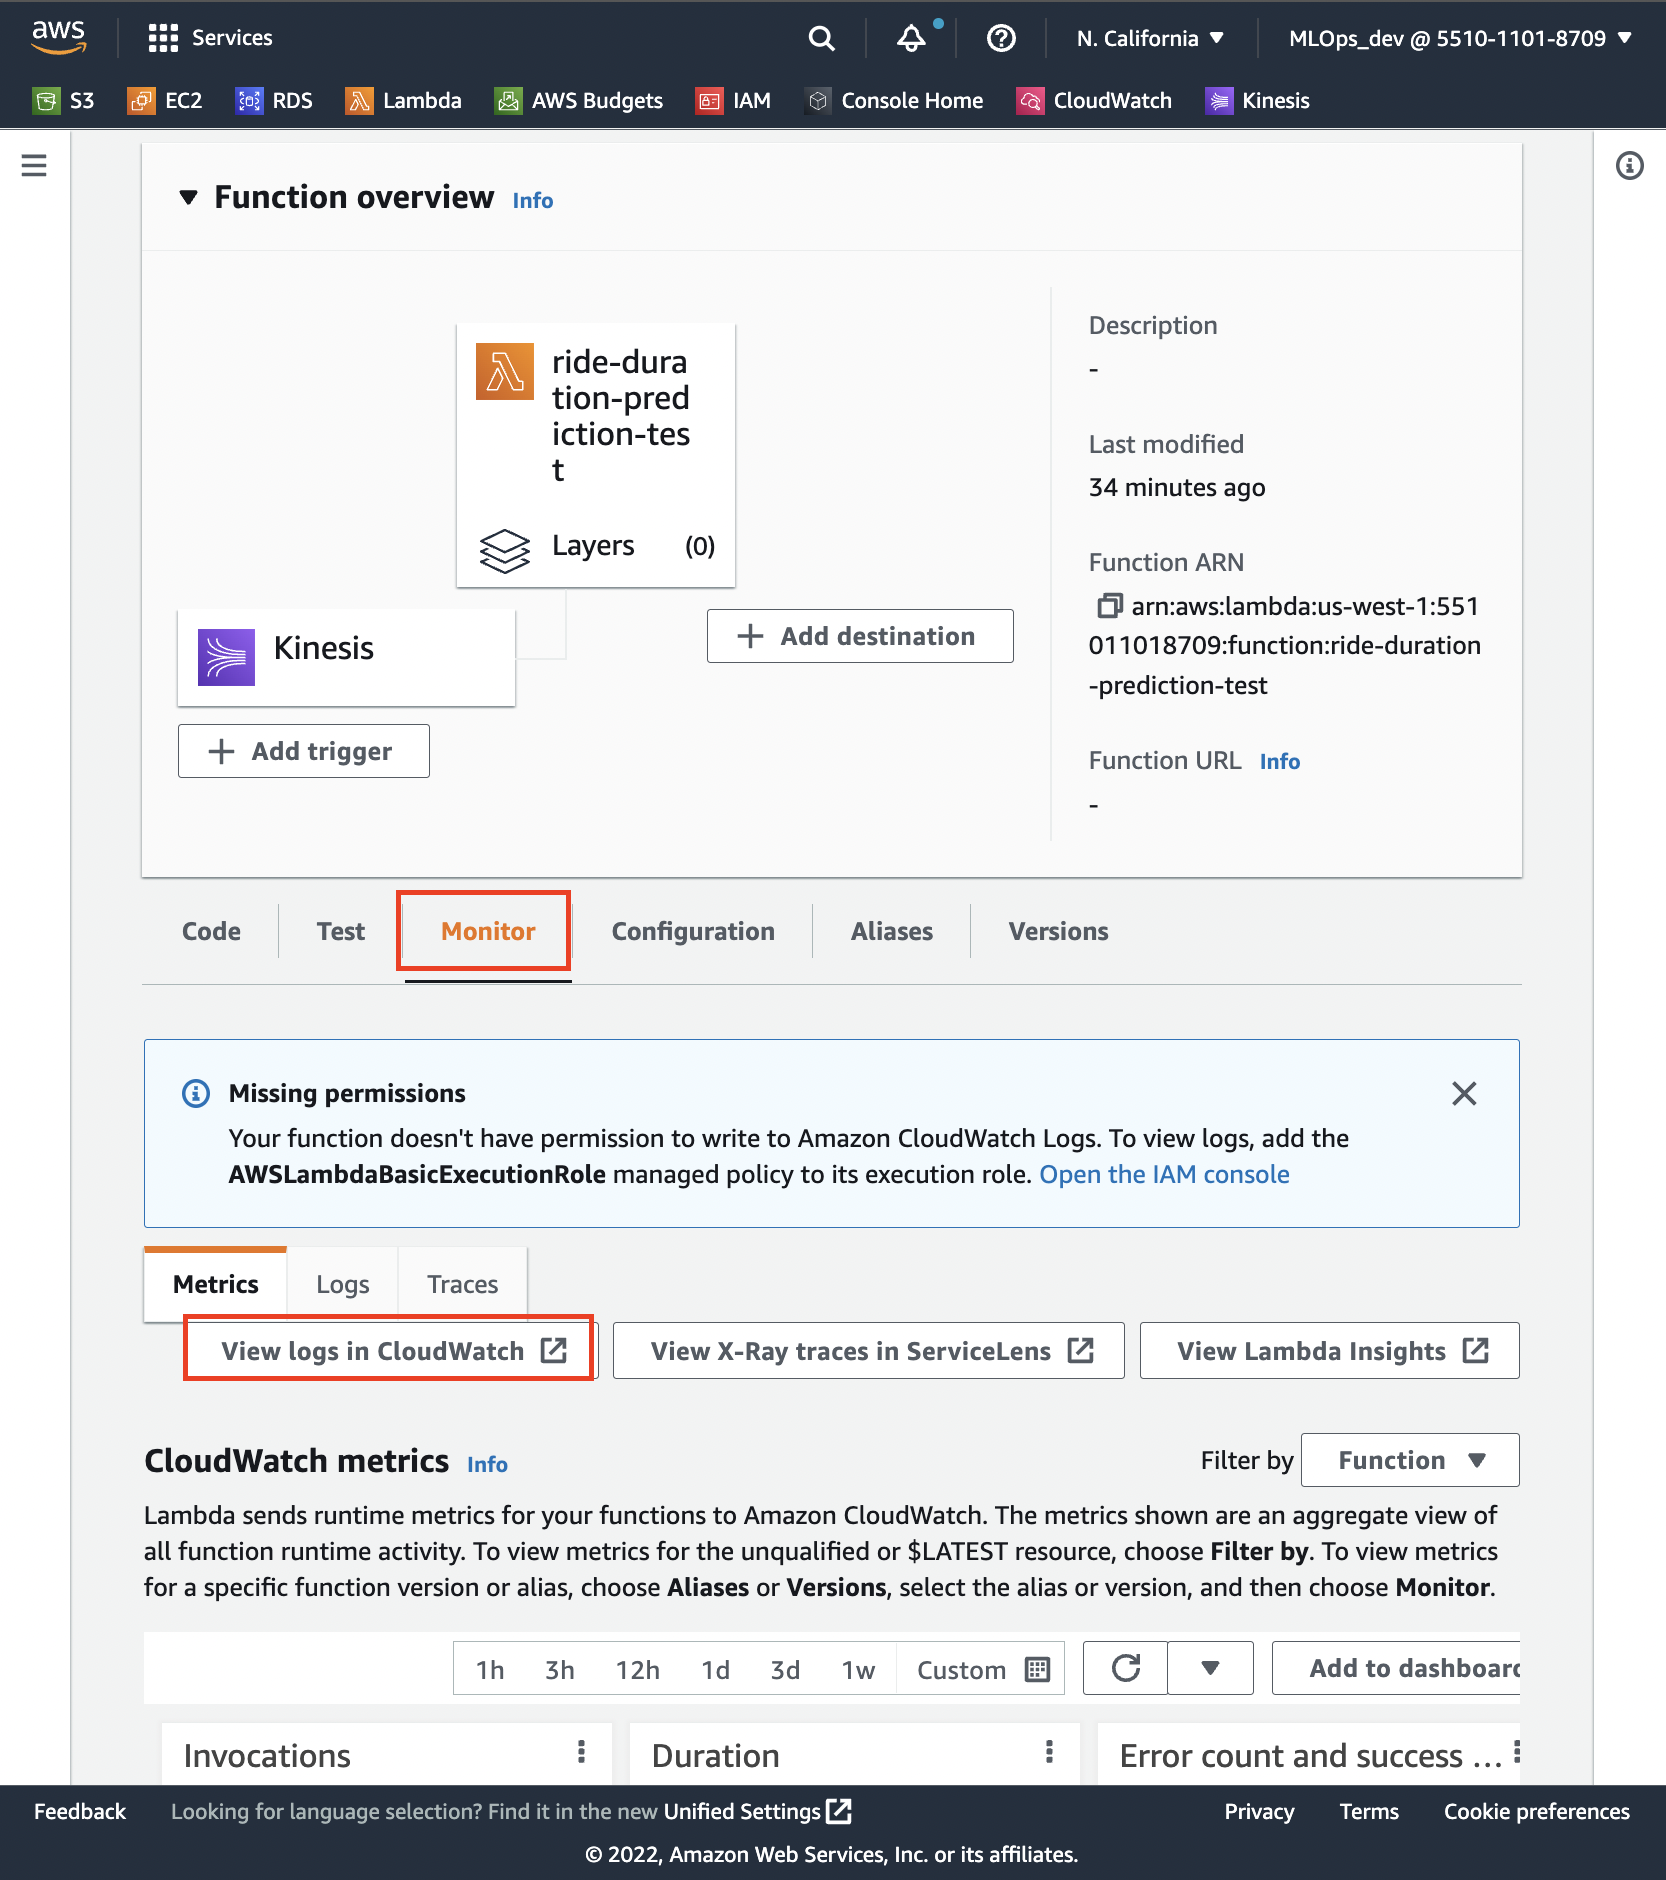 aws
Services
N. California
MLOps_dev @ 5510-1101-8709
S3
EC2
RDS
Lambda
AWS Budgets
IAM
Console Home
CloudWatch
Kinesis
Function overview Info
ride-dura
tion-pred
iction-tes
t
Layers (0)
Kinesis
Add destination
Add trigger
Description
-
Last modified
34 minutes ago
Function ARN
arn:aws:lambda:us-west-1:551
011018709:function:ride-duration
-prediction-test
Function URL Info
-
Code
Test
Monitor
Configuration
Aliases
Versions
Missing permissions
Your function doesn't have permission to write to Amazon CloudWatch Logs. To view logs, add the
AWSLambdaBasicExecutionRole managed policy to its execution role. Open the IAM console
Metrics
Logs
Traces
View logs in CloudWatch
View X-Ray traces in ServiceLens
View Lambda Insights
CloudWatch metrics Info
Filter by Function
Lambda sends runtime metrics for your functions to Amazon CloudWatch. The metrics shown are an aggregate view of
all function runtime activity. To view metrics for the unqualified or $LATEST resource, choose Filter by. To view metrics
for a specific function version or alias, choose Aliases or Versions, select the alias or version, and then choose Monitor.
1h
3h
12h
1d
3d
1w
Custom
Add to dashboard
Invocations
Duration
Error count and success ...
Feedback
Looking for language selection? Find it in the new Unified Settings
Privacy
Terms
Cookie preferences
© 2022, Amazon Web Services, Inc. or its affiliates.